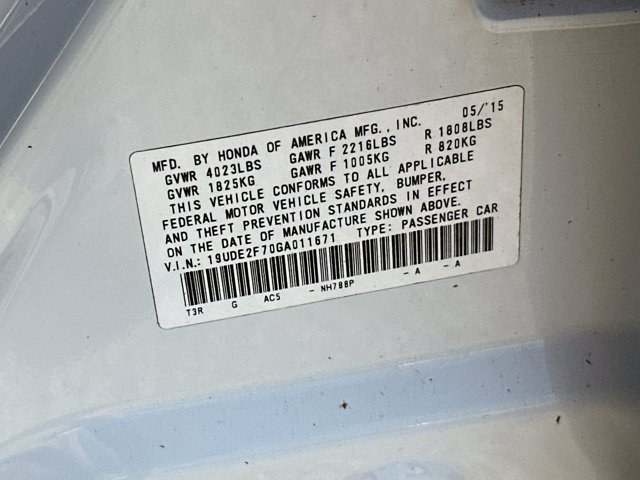 MFD. BY HONDA OF AMERICA MFG., INC. 05/'15
GVWR 4023LBS GAWR F 2216LBS R 1808LBS
GVWR 1825KG GAWR F 1005KG R 820KG
THIS VEHICLE CONFORMS TO ALL APPLICABLE
FEDERAL MOTOR VEHICLE SAFETY, BUMPER,
AND THEFT PREVENTION STANDARDS IN EFFECT
ON THE DATE OF MANUFACTURE SHOWN ABOVE.
V.I.N.: 19UDE2F70GA011671 TYPE: PASSENGER CAR
T3R G AC5 - NH788P - A - A